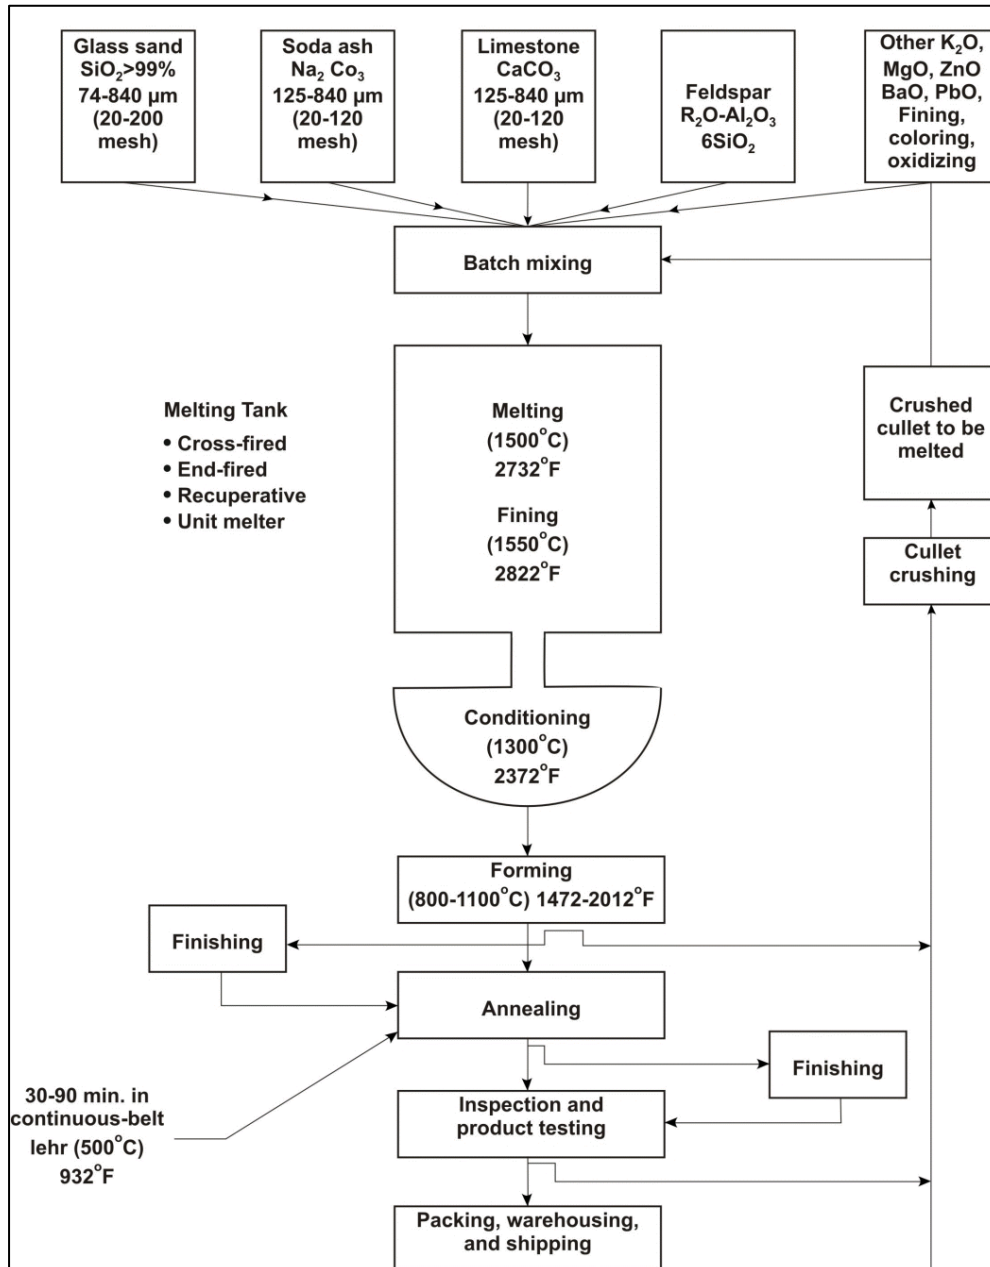 Glass sand
SiO₂>99%
74-840 µm
(20-200
mesh)
Soda ash
Na₂ Co₃
125-840 µm
(20-120
mesh)
Limestone
CaCO₃
125-840 µm
(20-120
mesh)
Feldspar
R₂O-Al₂O₃
6SiO₂
Other K₂O,
MgO, ZnO
BaO, PbO,
Fining,
coloring,
oxidizing
Batch mixing
Melting Tank
• Cross-fired
• End-fired
• Recuperative
• Unit melter
Melting
(1500°C)
2732°F
Fining
(1550°C)
2822°F
Crushed
cullet to be
melted
Cullet
crushing
Conditioning
(1300°C)
2372°F
Forming
(800-1100°C) 1472-2012°F
Finishing
Annealing
Finishing
30-90 min. in
continuous-belt
lehr (500°C)
932°F
Inspection and
product testing
Packing, warehousing,
and shipping